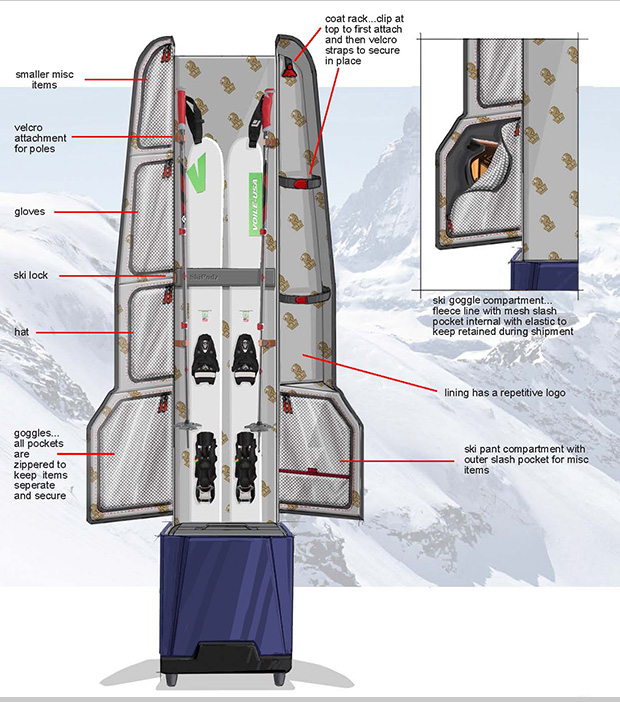 coat rack...clip at
top to first attach
and then velcro
straps to secure
in place
smaller misc
items
velcro
attachment
for poles
gloves
ski lock
hat
goggles...
all pockets
are
zippered to
keep items
seperate
and secure
VOILE-USA
ski goggle compartment...
fleece line with mesh slash
pocket internal with elastic to
keep retained during shipment
lining has a repetitive logo
ski pant compartment with
outer slash pocket for misc
items